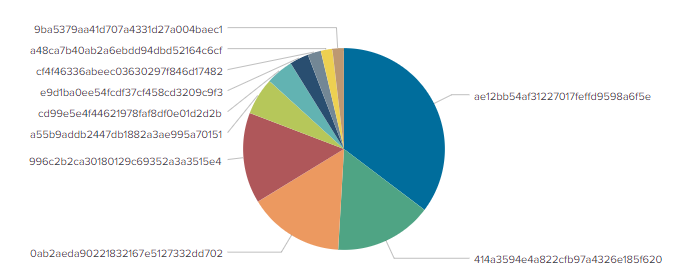 9ba5379aa41d707a4331d27a004baec1
a48ca7b40ab2a6ebdd94dbd52164c6cf
cf4f46336abeec03630297f846d17482
e9d1ba0ee54fcdf37cf458cd3209c9f3
cd99e5e4f44621978faf8df0e01d2d2b
a55b9addb2447db1882a3ae995a70151
996c2b2ca30180129c69352a3a3515e4
0ab2aeda90221832167e5127332dd702
ae12bb54af31227017feffd9598a6f5e
414a3594e4a822cfb97a4326e185f620